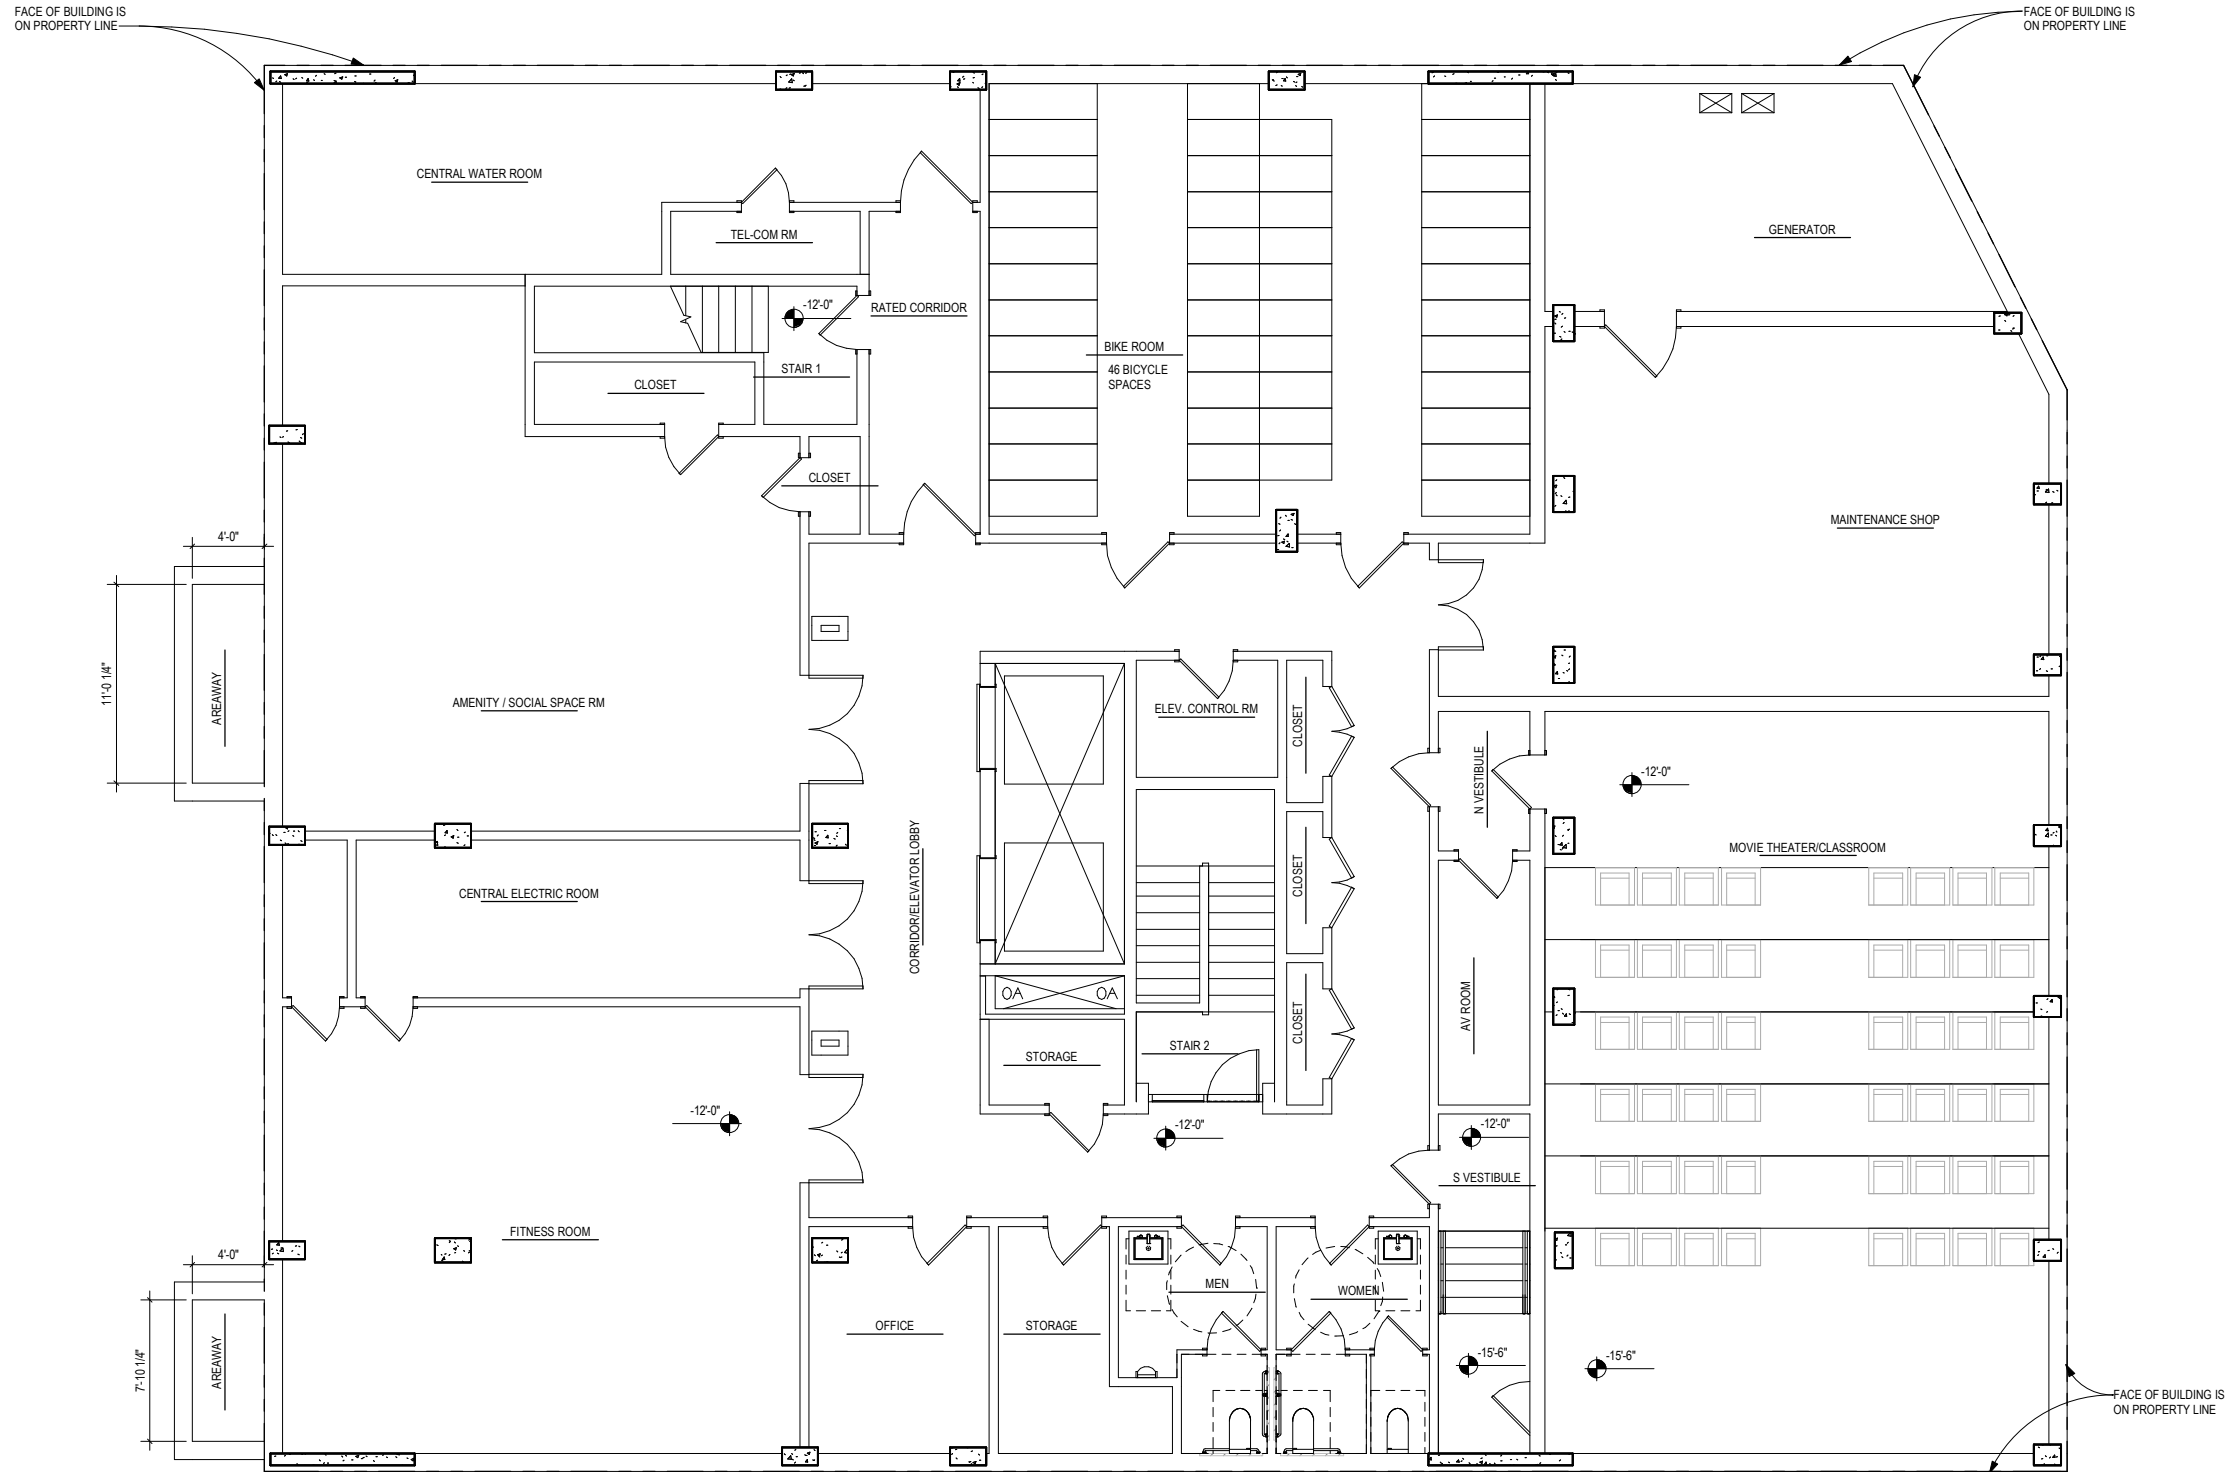 FACE OF BUILDING IS
ON PROPERTY LINE
FACE OF BUILDING IS
ON PROPERTY LINE
CENTRAL WATER ROOM
TEL-COM RM
GENERATOR
-12'-0"
RATED CORRIDOR
BIKE ROOM
46 BICYCLE
SPACES
STAIR 1
CLOSET
CLOSET
MAINTENANCE SHOP
4'-0"
11'-0 1/4"
AREAWAY
AMENITY / SOCIAL SPACE RM
ELEV. CONTROL RM
CLOSET
N VESTIBULE
-12'-0"
MOVIE THEATER/CLASSROOM
CORRIDOR/ELEVATOR LOBBY
CLOSET
CENTRAL ELECTRIC ROOM
OA
OA
AV ROOM
CLOSET
STAIR 2
STORAGE
-12'-0"
-12'-0"
-12'-0"
S VESTIBULE
FITNESS ROOM
4'-0"
7'-10 1/4"
AREAWAY
MEN
WOMEN
OFFICE
STORAGE
-15'-6"
-15'-6"
FACE OF BUILDING IS
ON PROPERTY LINE